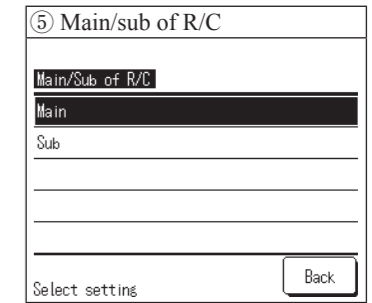 ⑤ Main/sub of R/C
Main/Sub of R/C
Main
Sub
Back
Select setting